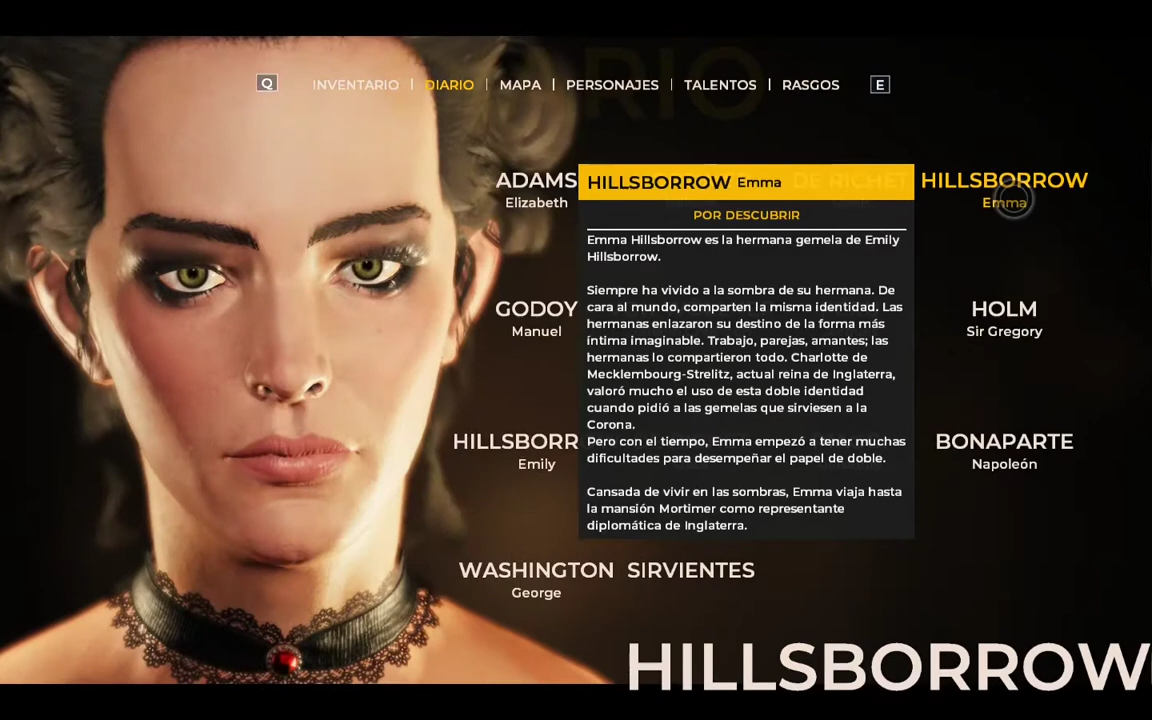 Q INVENTARIO DIARIO MAPA PERSONAJES TALENTOS RASGOS E
ADAMS
Elizabeth
HILLSBORROW Emma
DE RICHET
HILLSBORROW
Emma
POR DESCUBRIR
Emma Hillsborrow es la hermana gemela de Emily
Hillsborrow.
Siempre ha vivido a la sombra de su hermana. De
cara al mundo, comparten la misma identidad. Las
hermanas enlazaron su destino de la forma más
íntima imaginable. Trabajo, parejas, amantes; las
hermanas lo compartieron todo. Charlotte de
Mecklembourg-Strelitz, actual reina de Inglaterra,
valoró mucho el uso de esta doble identidad
cuando pidió a las gemelas que sirviesen a la
Corona.
Pero con el tiempo, Emma empezó a tener muchas
dificultades para desempeñar el papel de doble.
Cansada de vivir en las sombras, Emma viaja hasta
la mansión Mortimer como representante
diplomática de Inglaterra.
GODOY
Manuel
HOLM
Sir Gregory
HILLSBORR
Emily
BONAPARTE
Napoleón
WASHINGTON
George
SIRVIENTES
HILLSBORROW